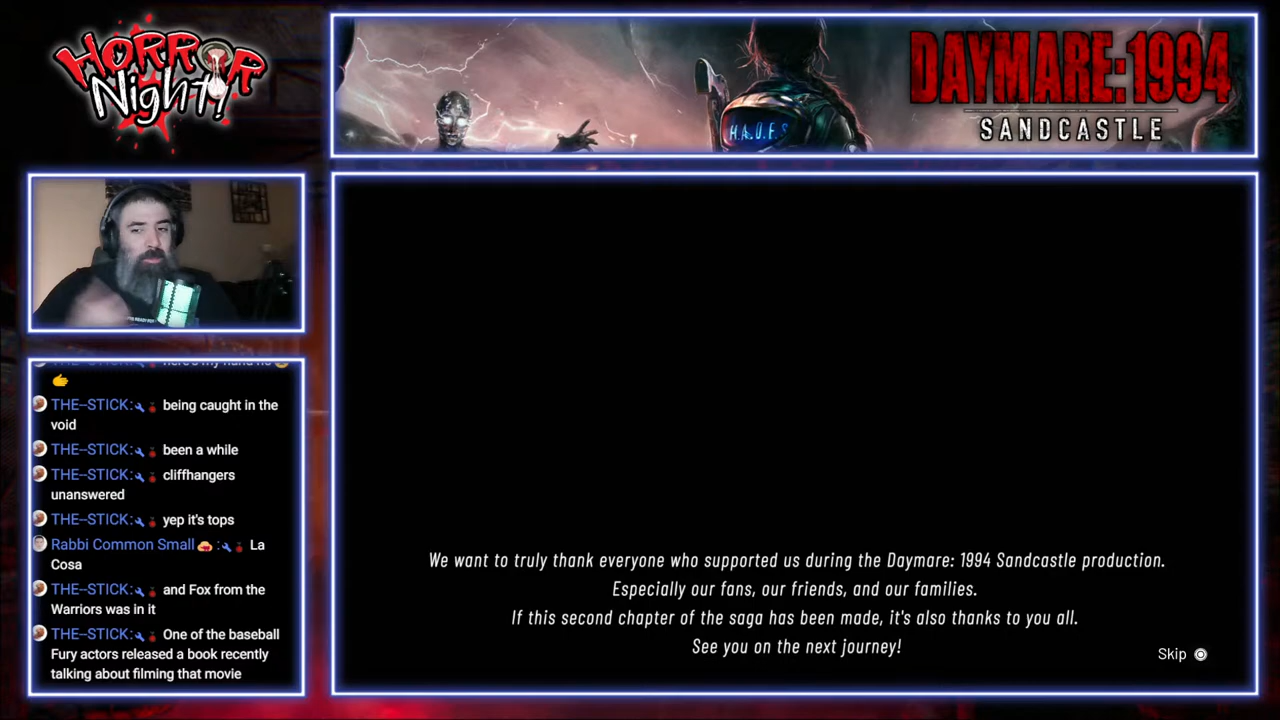 HORROR
Night!
H.A.D.E.S
DAYMARE:1994
SANDCASTLE
THE-STICK:
THE-STICK: being caught in the
void
THE-STICK: been a while
THE-STICK: cliffhangers
unanswered
THE-STICK: yep it's tops
Rabbi Common Small : La
Cosa
THE-STICK: and Fox from the
Warriors was in it
THE-STICK: One of the baseball
Fury actors released a book recently
talking about filming that movie
We want to truly thank everyone who supported us during the Daymare: 1994 Sandcastle production.
Especially our fans, our friends, and our families.
If this second chapter of the saga has been made, it's also thanks to you all.
See you on the next journey!
Skip